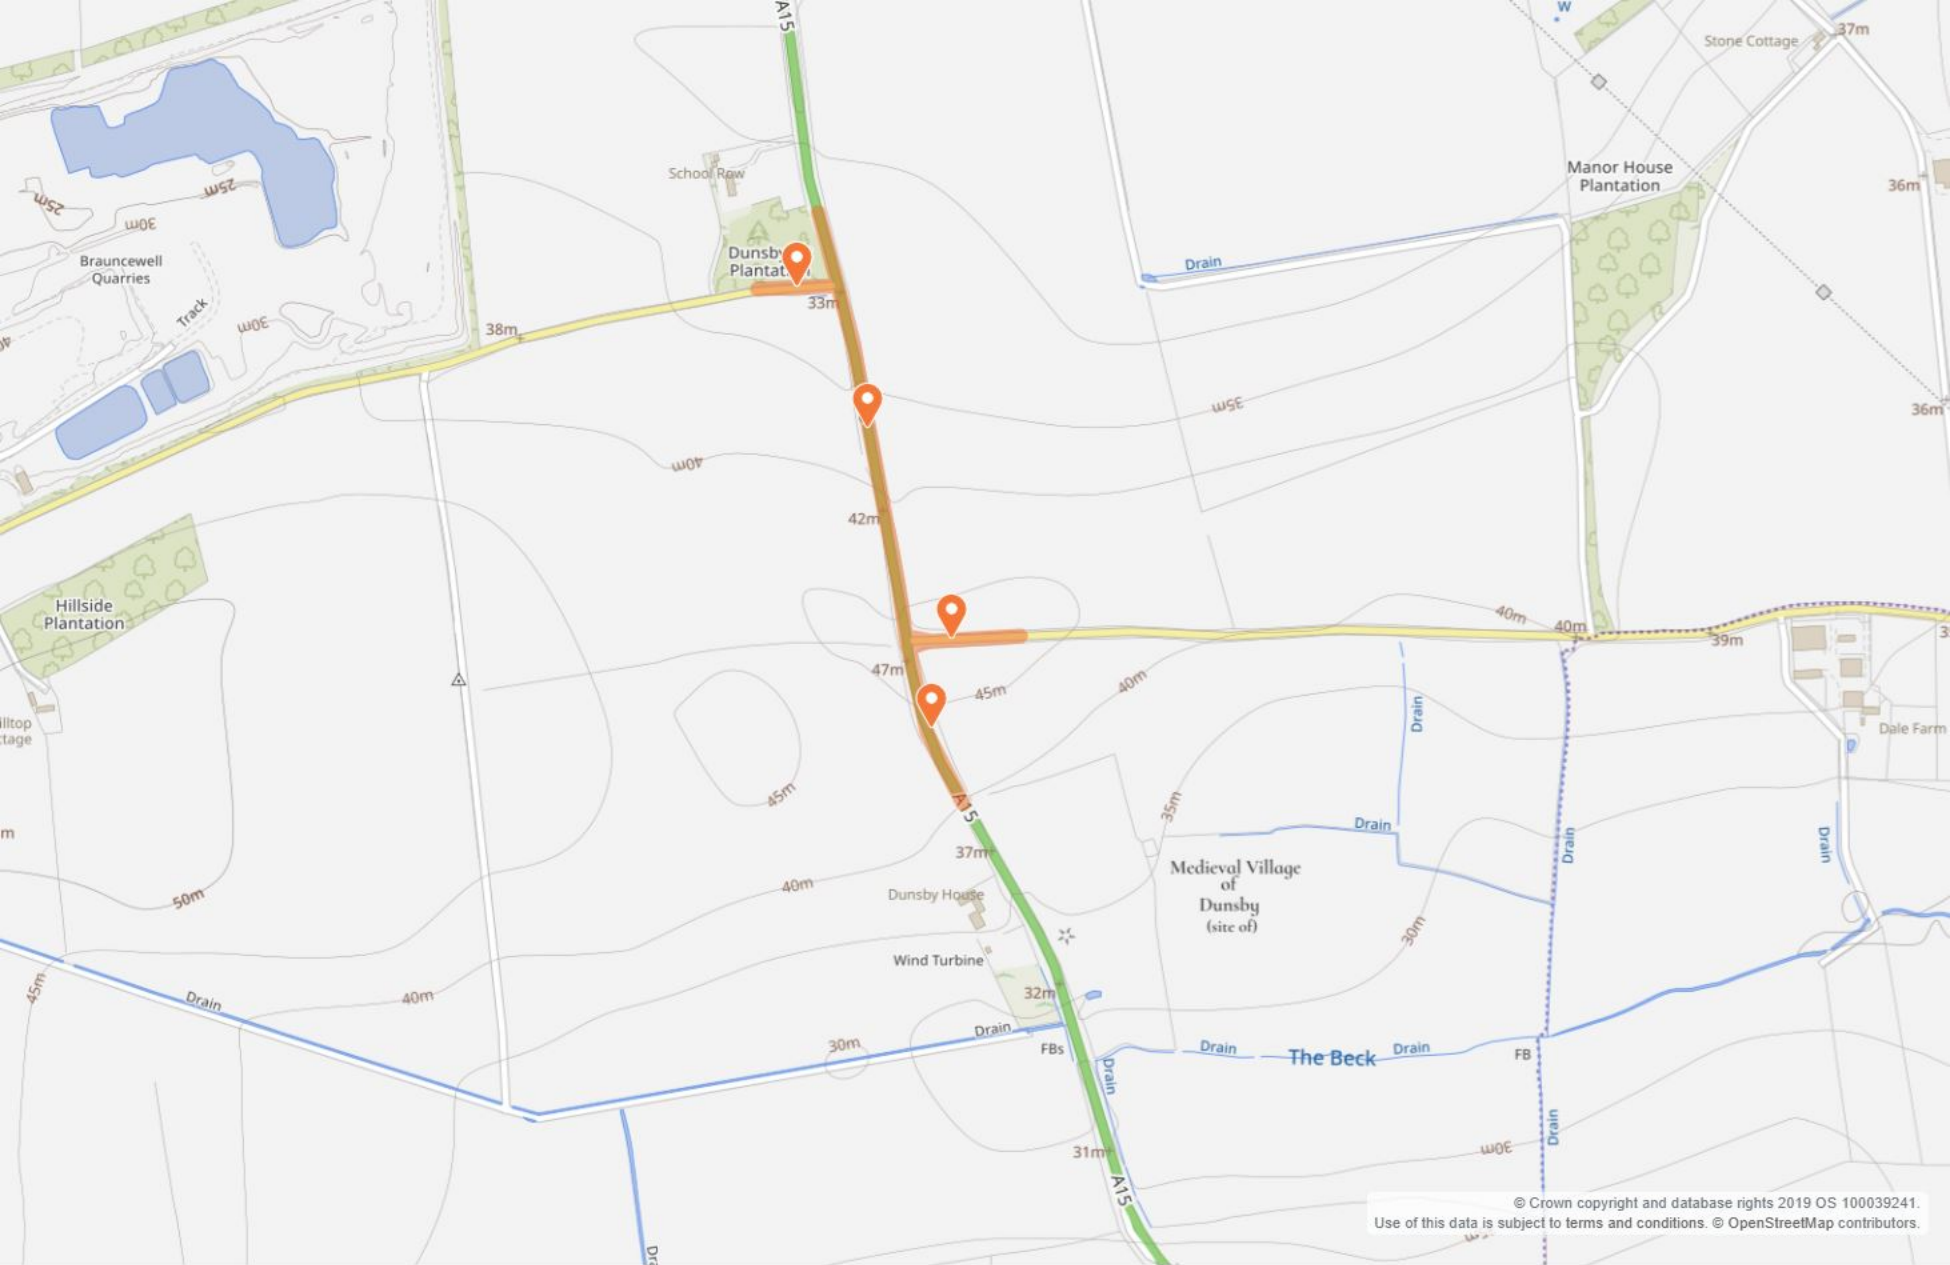 A15
W
Stone Cottage
37m
School Row
Manor House
Plantation
36m
25m
25m
30m
Brauncewell
Quarries
Track
30m
Dunsby
33m
Drain
38m
35m
36m
40m
42m
Hillside
Plantation
40m
40m
39m
47m
45m
40m
Drain
Dale Farm
45m
A15
35m
Drain
Drain
Drain
37m
40m
50m
Dunsby House
Medieval Village
of
Dunsby
(site of)
30m
Wind Turbine
45m
Drain
40m
32m
Drain
30m
FBs
Drain
The Beck
Drain
FB
Drain
Drain
31m
30m
A15
© Crown copyright and database rights 2019 OS 100039241.
Use of this data is subject to terms and conditions. © OpenStreetMap contributors.